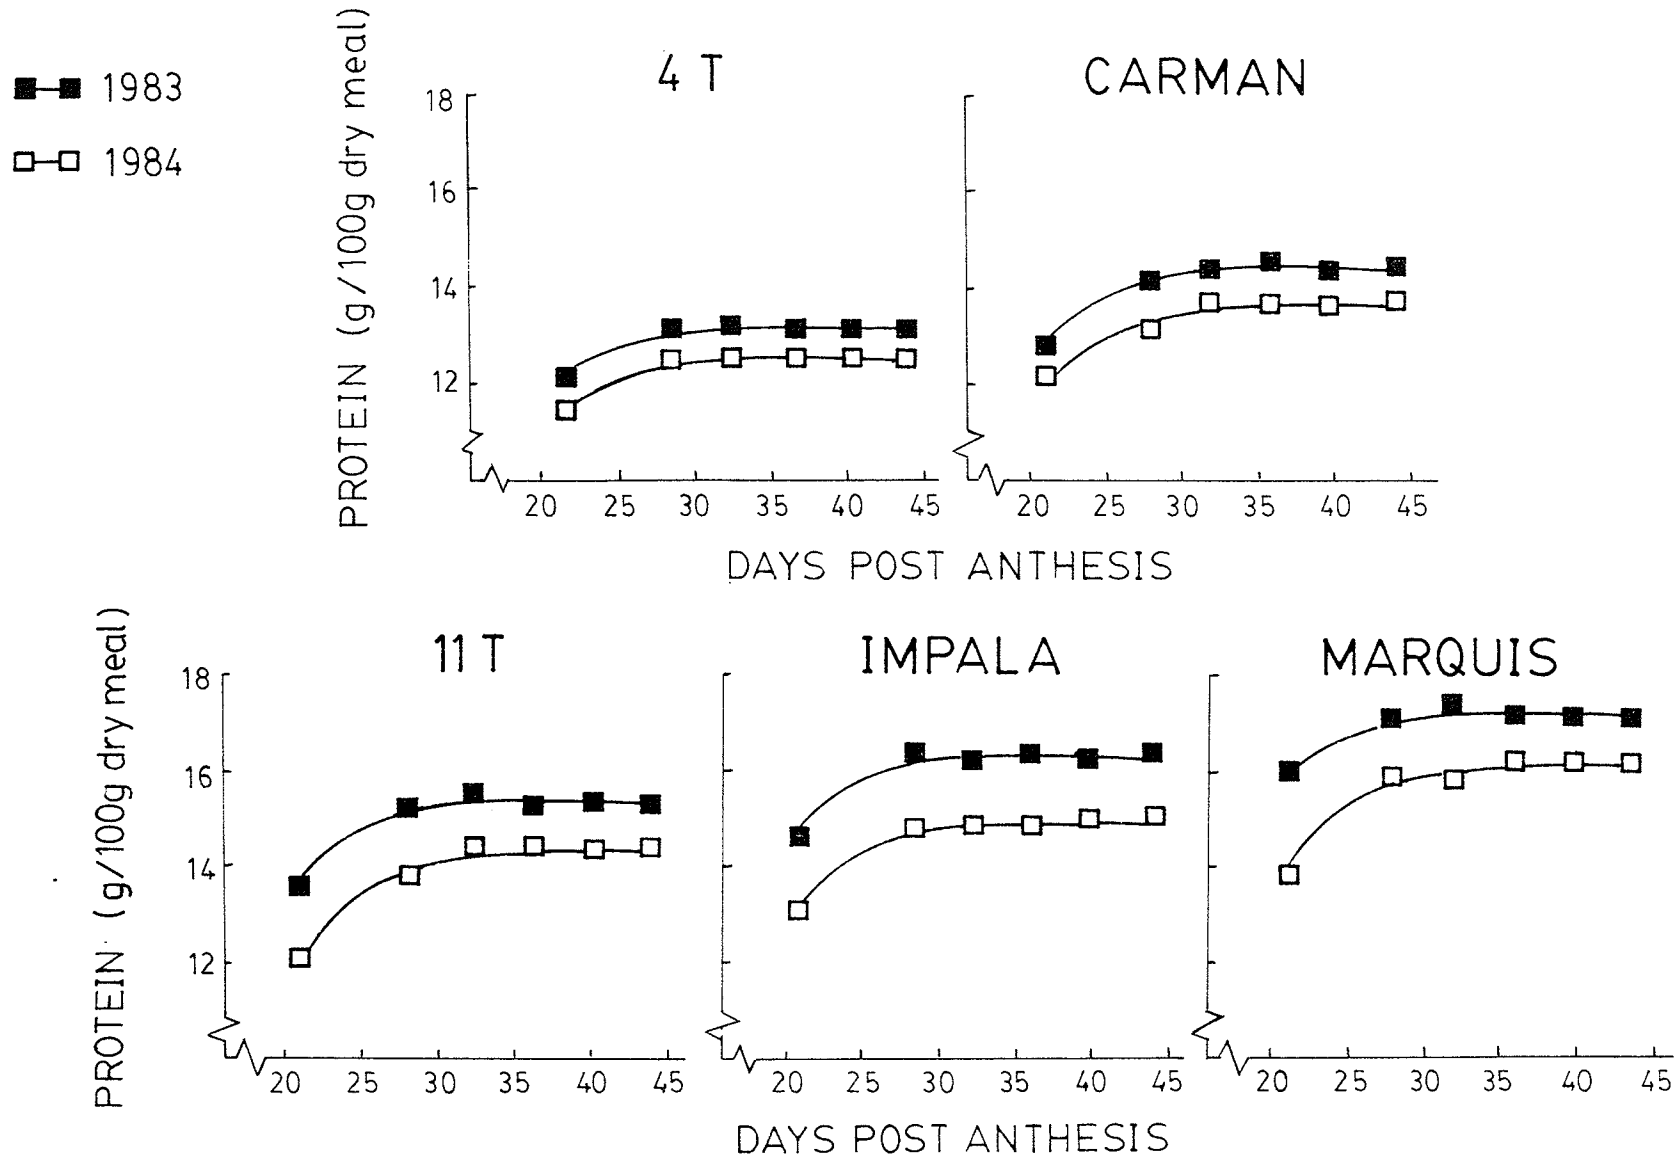 1983
1984
PROTEIN (g/100g dry meal)
4 T
CARMAN
18
16
14
12
20 25 30 35 40 45
20 25 30 35 40 45
DAYS POST ANTHESIS
PROTEIN (g/100g dry meal)
11 T
IMPALA
MARQUIS
18
16
14
12
20 25 30 35 40 45
20 25 30 35 40 45
20 25 30 35 40 45
DAYS POST ANTHESIS